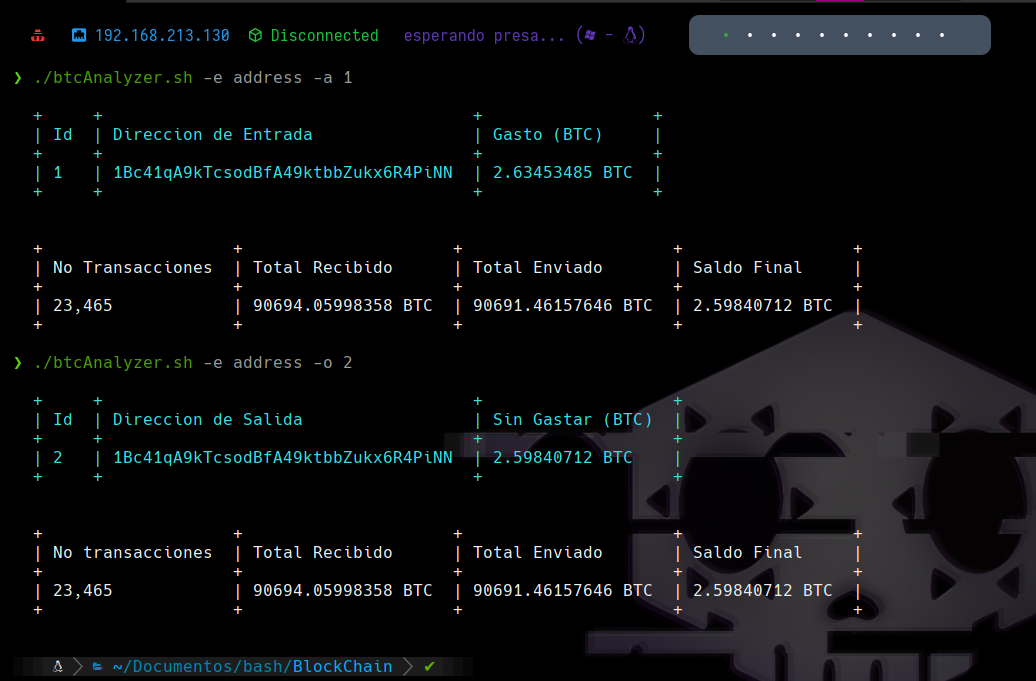 192.168.213.130 Disconnected esperando presa... ( - )
❯ ./btcAnalyzer.sh -e address -a 1
+ + + +
| Id | Direccion de Entrada | Gasto (BTC) |
+ + + +
| 1 | 1Bc41qA9kTcsodBfA49ktbbZukx6R4PiNN | 2.63453485 BTC |
+ + + +
+ + + + +
| No Transacciones | Total Recibido | Total Enviado | Saldo Final |
+ + + + +
| 23,465 | 90694.05998358 BTC | 90691.46157646 BTC | 2.59840712 BTC |
+ + + + +
❯ ./btcAnalyzer.sh -e address -o 2
+ + + +
| Id | Direccion de Salida | Sin Gastar (BTC) |
+ + + +
| 2 | 1Bc41qA9kTcsodBfA49ktbbZukx6R4PiNN | 2.59840712 BTC |
+ + + +
+ + + + +
| No transacciones | Total Recibido | Total Enviado | Saldo Final |
+ + + + +
| 23,465 | 90694.05998358 BTC | 90691.46157646 BTC | 2.59840712 BTC |
+ + + + +
~/Documentos/bash/BlockChain ✔